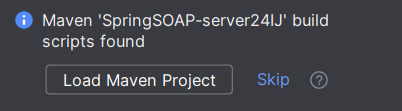 Maven 'SpringSOAP-server24IJ' build
scripts found
Load Maven Project Skip ?